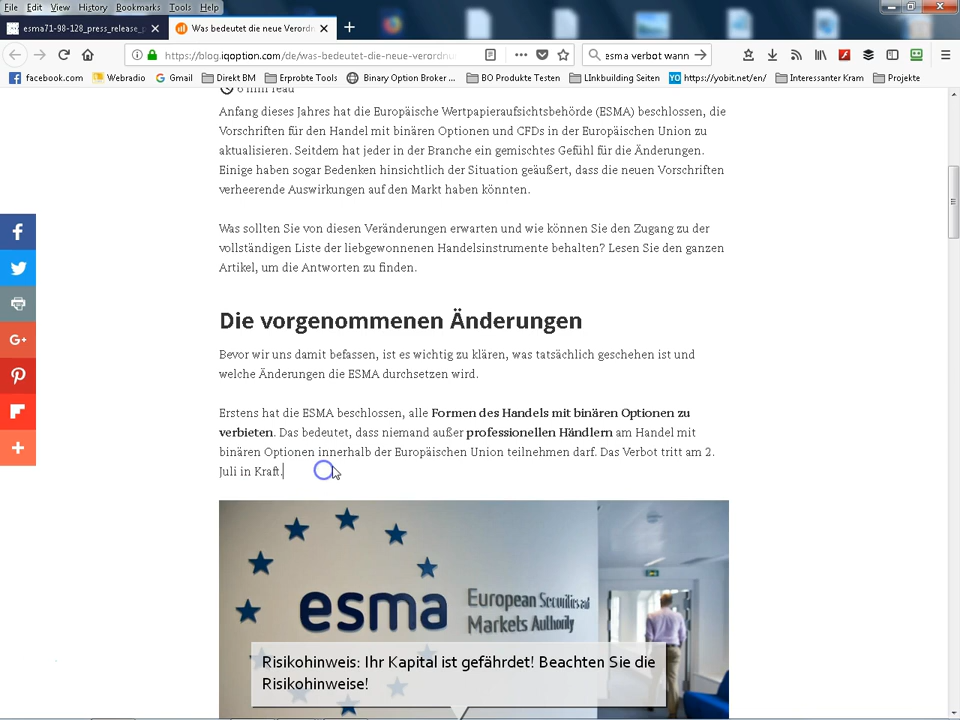 File Edit View History Bookmarks Tools Help
esma71-98-128_press_release_p
Was bedeutet die neue Verordn
https://blog.iqoption.com/de/was-bedeutet-die-neue-verordnu
esma verbot wann
facebook.com Webradio Gmail Direkt BM Erprobte Tools Binary Option Broker ... BO Produkte Testen LInkbuilding Seiten https://yobit.net/en/ Interessanter Kram Projekte
6 min read
Anfang dieses Jahres hat die Europäische Wertpapieraufsichtsbehörde (ESMA) beschlossen, die
Vorschriften für den Handel mit binären Optionen und CFDs in der Europäischen Union zu
aktualisieren. Seitdem hat jeder in der Branche ein gemischtes Gefühl für die Änderungen.
Einige haben sogar Bedenken hinsichtlich der Situation geäußert, dass die neuen Vorschriften
verheerende Auswirkungen auf den Markt haben könnten.
Was sollten Sie von diesen Veränderungen erwarten und wie können Sie den Zugang zu der
vollständigen Liste der liebgewonnenen Handelsinstrumente behalten? Lesen Sie den ganzen
Artikel, um die Antworten zu finden.
Die vorgenommenen Änderungen
Bevor wir uns damit befassen, ist es wichtig zu klären, was tatsächlich geschehen ist und
welche Änderungen die ESMA durchsetzen wird.
Erstens hat die ESMA beschlossen, alle Formen des Handels mit binären Optionen zu
verbieten. Das bedeutet, dass niemand außer professionellen Händlern am Handel mit
binären Optionen innerhalb der Europäischen Union teilnehmen darf. Das Verbot tritt am 2.
Juli in Kraft.
esma European Securities and
Markets Authority
Risikohinweis: Ihr Kapital ist gefährdet! Beachten Sie die
Risikohinweise!